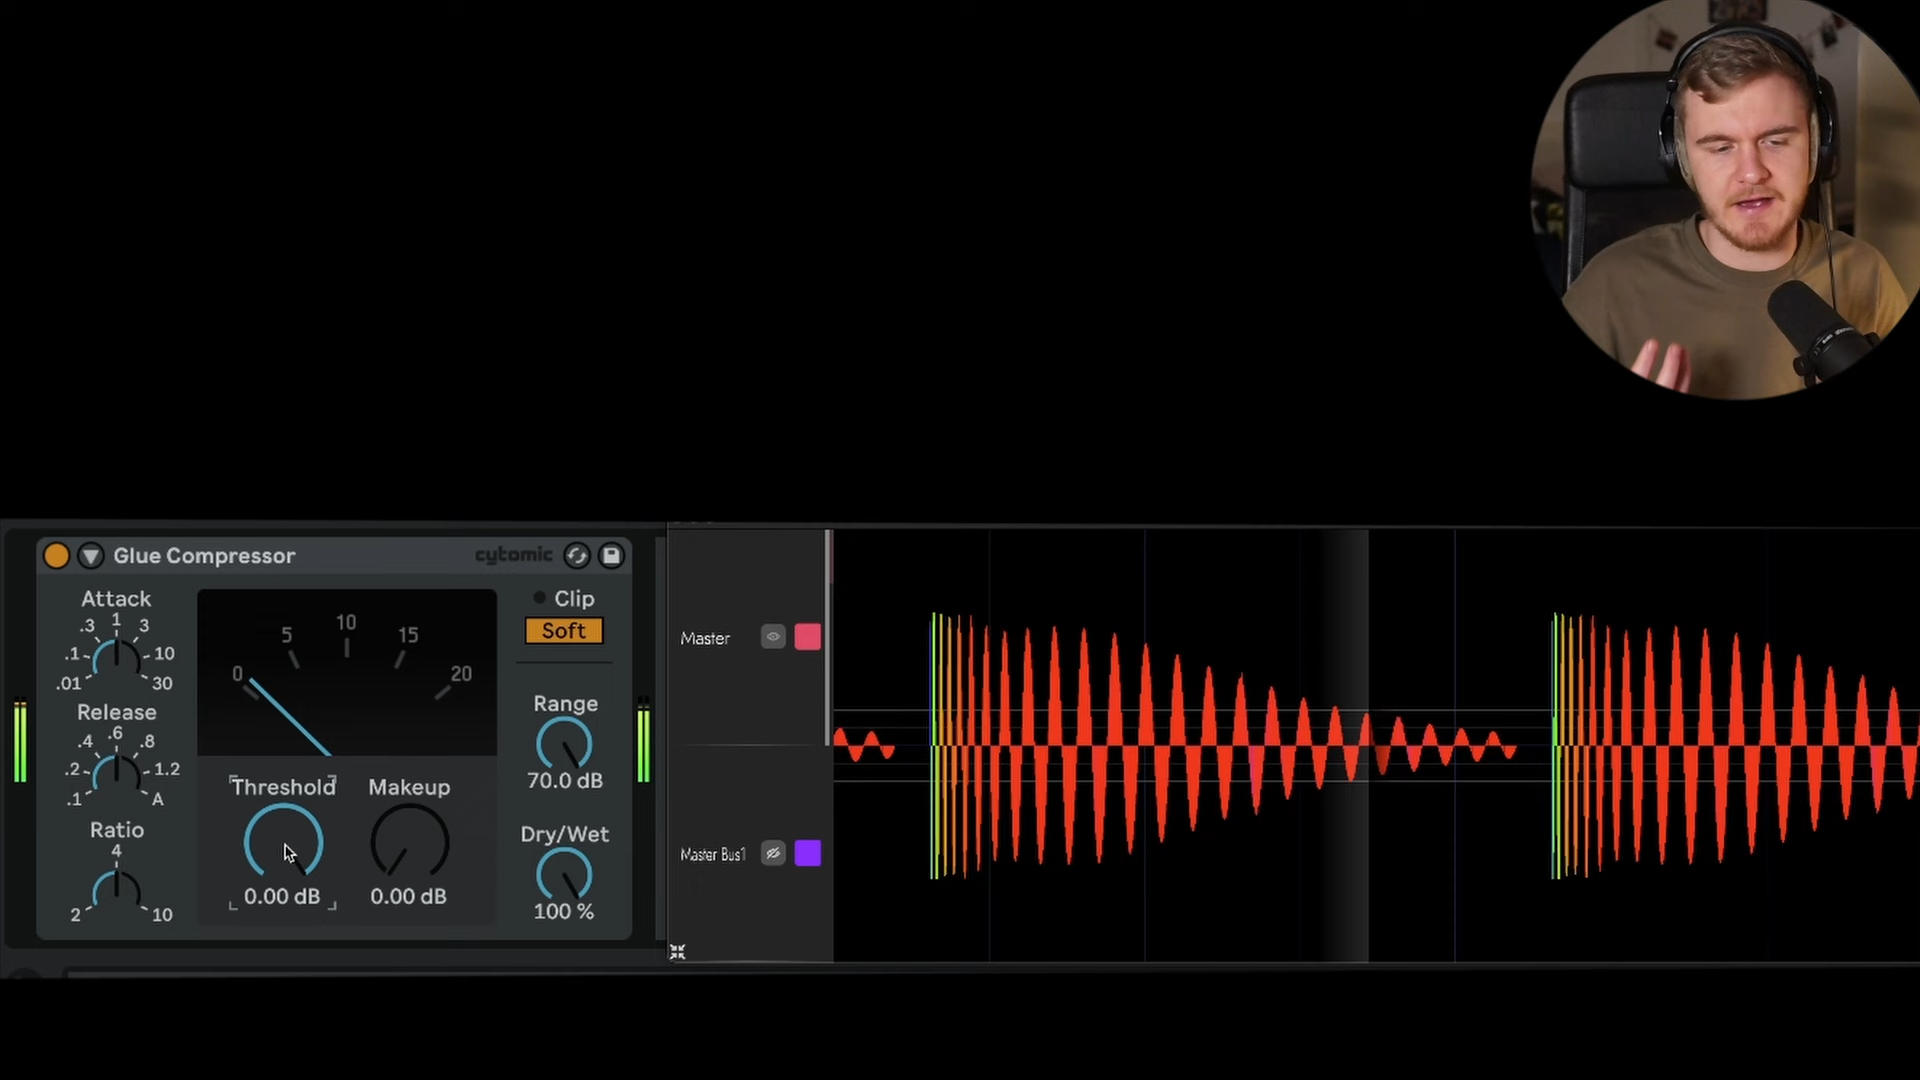 Glue Compressor
cytomic
Attack
.01
.1
.3
1
3
10
30
Release
.1
.2
.4
.6
.8
1.2
A
Ratio
2
4
10
0
5
10
15
20
Threshold
0.00 dB
Makeup
0.00 dB
Clip
Soft
Range
70.0 dB
Dry/Wet
100 %
Master
Master Bus1